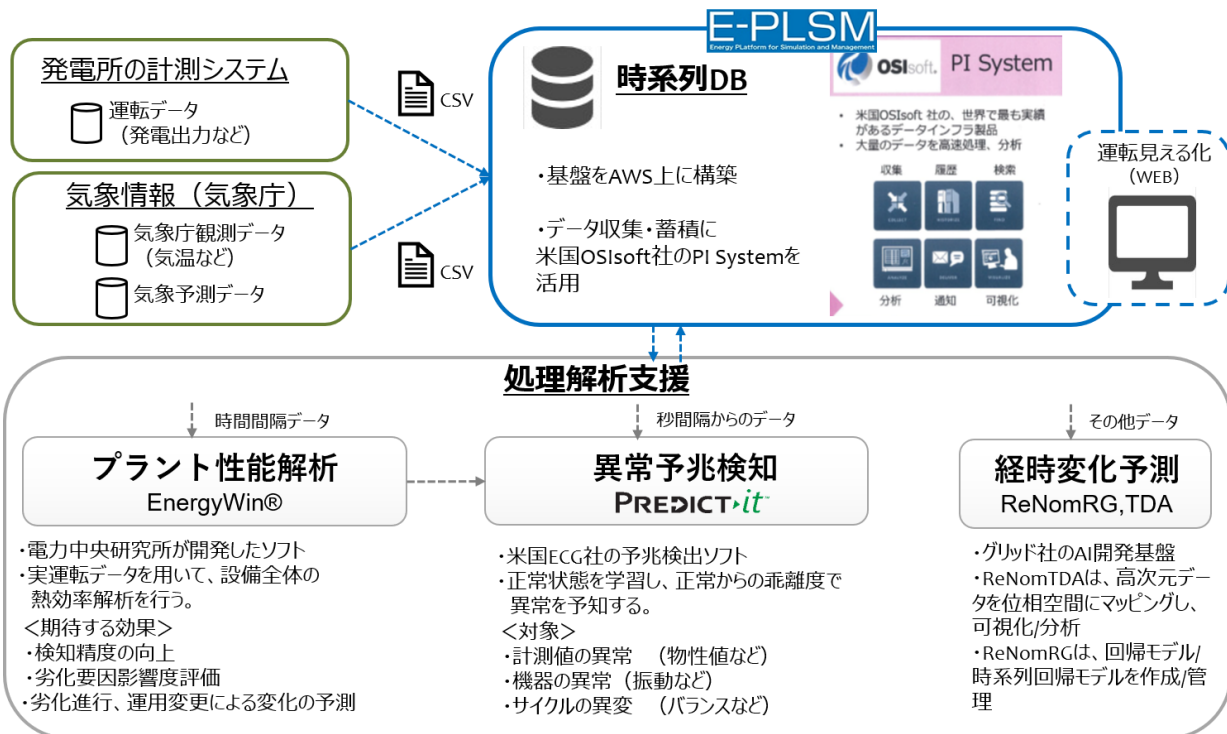 発電所の計測システム
運転データ
（発電出力など）
CSV
気象情報（気象庁）
気象庁観測データ
（気温など）
気象予測データ
CSV
E-PLSM
Energy PLatform for Simulation and Management
時系列DB
・基盤をAWS上に構築
・データ収集・蓄積に
米国OSIsoft社のPI Systemを
活用
OSIsoft. PI System
• 米国OSIsoft 社の、世界で最も実績
があるデータインフラ製品
• 大量のデータを高速処理、分析
収集 履歴 検索
分析 通知 可視化
運転見える化
（WEB）
処理解析支援
時間間隔データ
プラント性能解析
EnergyWin®
・電力中央研究所が開発したソフト
・実運転データを用いて、設備全体の
熱効率解析を行う。
＜期待する効果＞
・検知精度の向上
・劣化要因影響度評価
・劣化進行、運用変更による変化の予測
秒間隔からのデータ
異常予兆検知
PREDICT it™
・米国ECG社の予兆検出ソフト
・正常状態を学習し、正常からの乖離度で
異常を予知する。
＜対象＞
・計測値の異常 （物性値など）
・機器の異常（振動など）
・サイクルの異変 （バランスなど）
その他データ
経時変化予測
ReNomRG,TDA
・グリッド社のAI開発基盤
・ReNomTDAは、高次元デー
タを位相空間にマッピングし、
可視化/分析
・ReNomRGは、回帰モデル/
時系列回帰モデルを作成/管
理